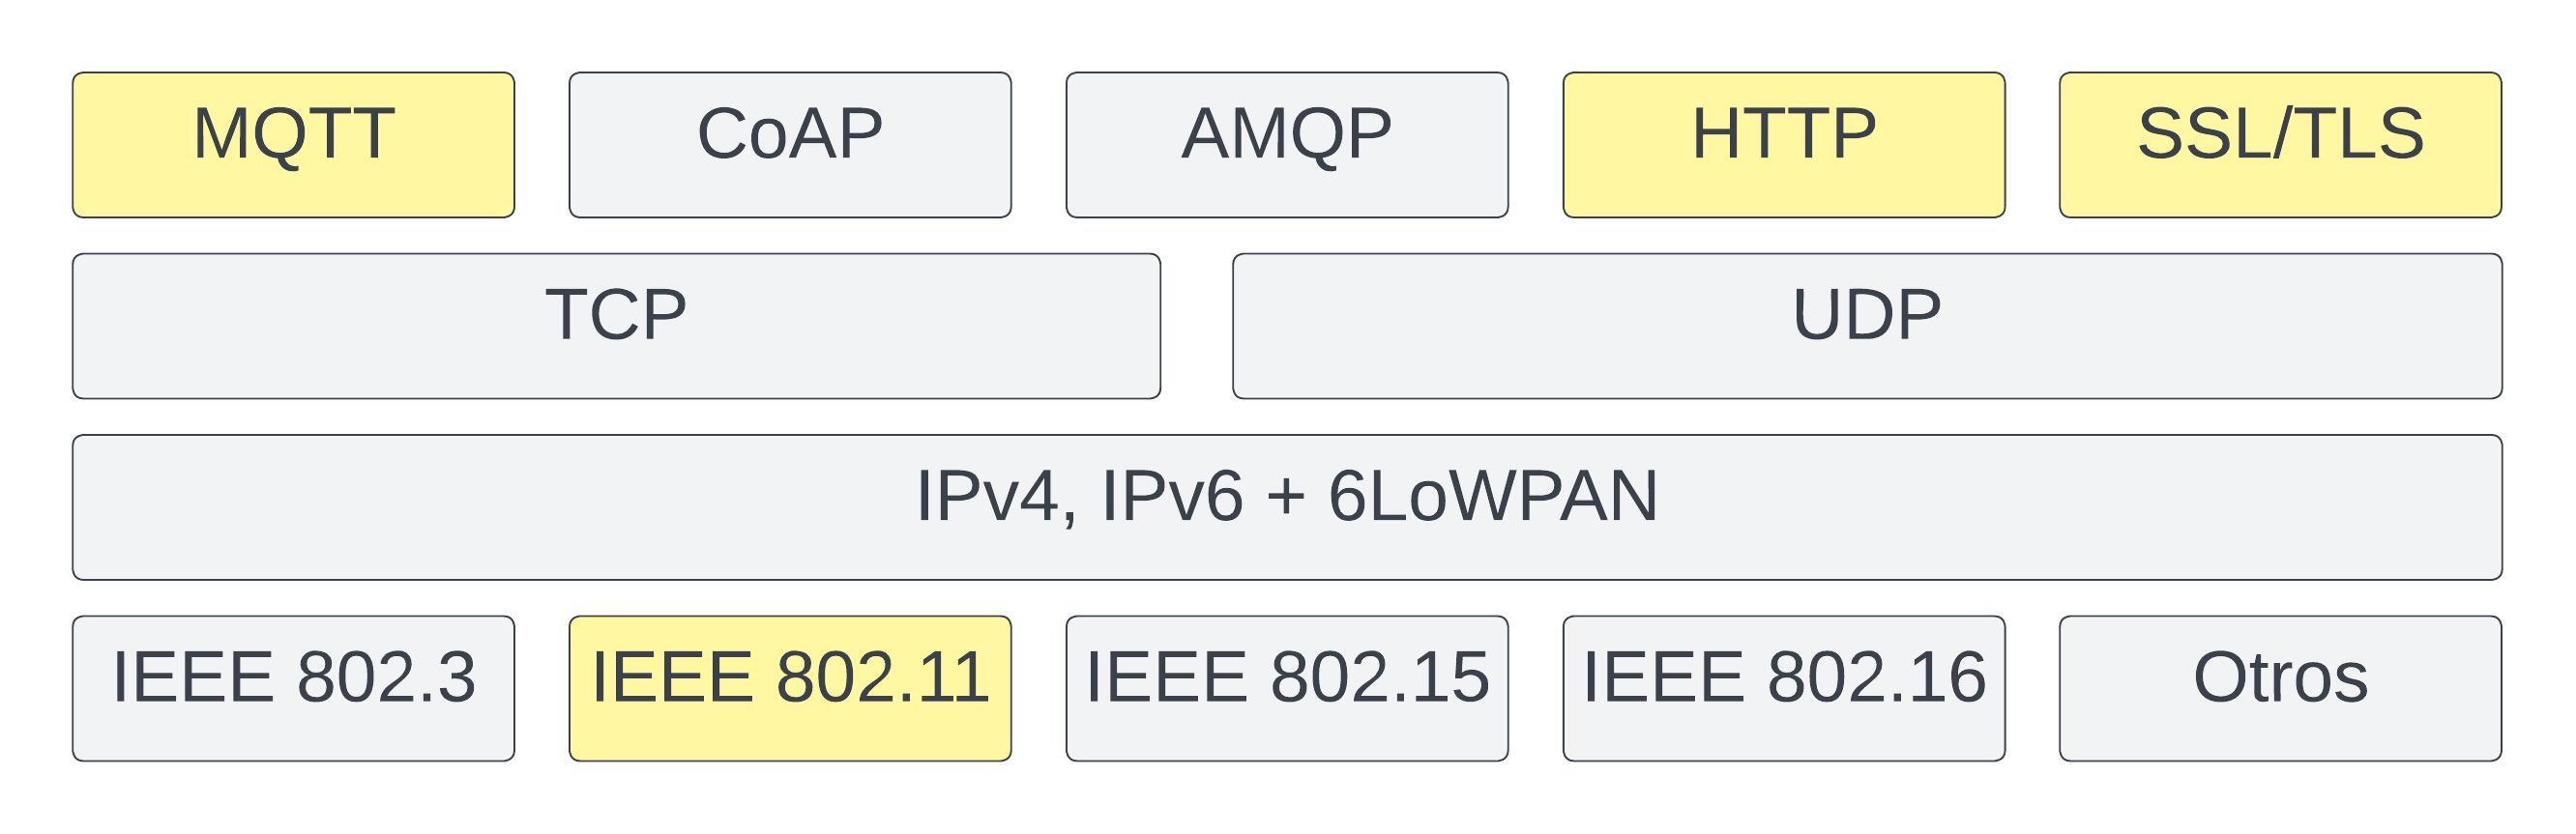 MQTT
CoAP
AMQP
HTTP
SSL/TLS
TCP
UDP
IPv4, IPv6 + 6LoWPAN
IEEE 802.3
IEEE 802.11
IEEE 802.15
IEEE 802.16
Otros